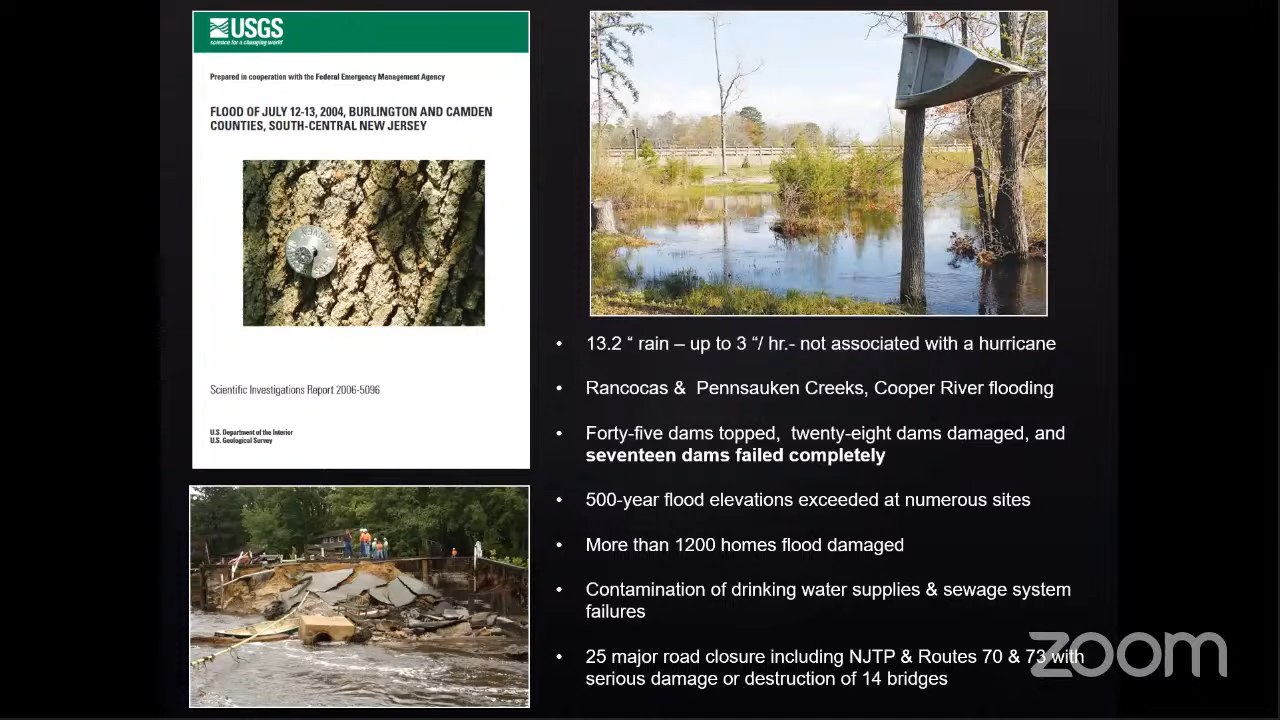 USGS
science for a changing world
Prepared in cooperation with the Federal Emergency Management Agency
FLOOD OF JULY 12-13, 2004, BURLINGTON AND CAMDEN
COUNTIES, SOUTH-CENTRAL NEW JERSEY
Scientific Investigations Report 2006-5096
U.S. Department of the Interior
U.S. Geological Survey
• 13.2 “ rain – up to 3 “/ hr.- not associated with a hurricane
• Rancocas & Pennsauken Creeks, Cooper River flooding
• Forty-five dams topped, twenty-eight dams damaged, and
seventeen dams failed completely
• 500-year flood elevations exceeded at numerous sites
• More than 1200 homes flood damaged
• Contamination of drinking water supplies & sewage system
failures
• 25 major road closure including NJTP & Routes 70 & 73 with
serious damage or destruction of 14 bridges
zoom